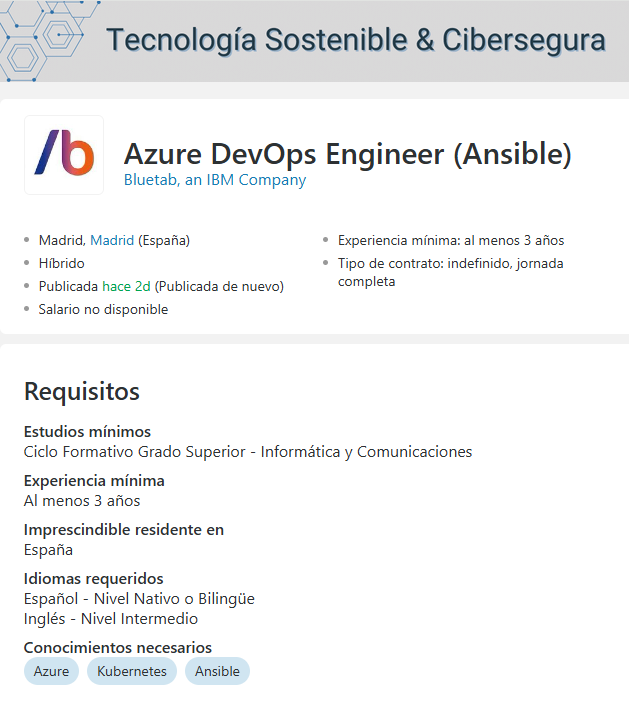 Tecnología Sostenible & Cibersegura
/b
Azure DevOps Engineer (Ansible)
Bluetab, an IBM Company
Madrid, Madrid (España)
Híbrido
Publicada hace 2d (Publicada de nuevo)
Salario no disponible
Experiencia mínima: al menos 3 años
Tipo de contrato: indefinido, jornada
completa
Requisitos
Estudios mínimos
Ciclo Formativo Grado Superior - Informática y Comunicaciones
Experiencia mínima
Al menos 3 años
Imprescindible residente en
España
Idiomas requeridos
Español - Nivel Nativo o Bilingüe
Inglés - Nivel Intermedio
Conocimientos necesarios
Azure Kubernetes Ansible